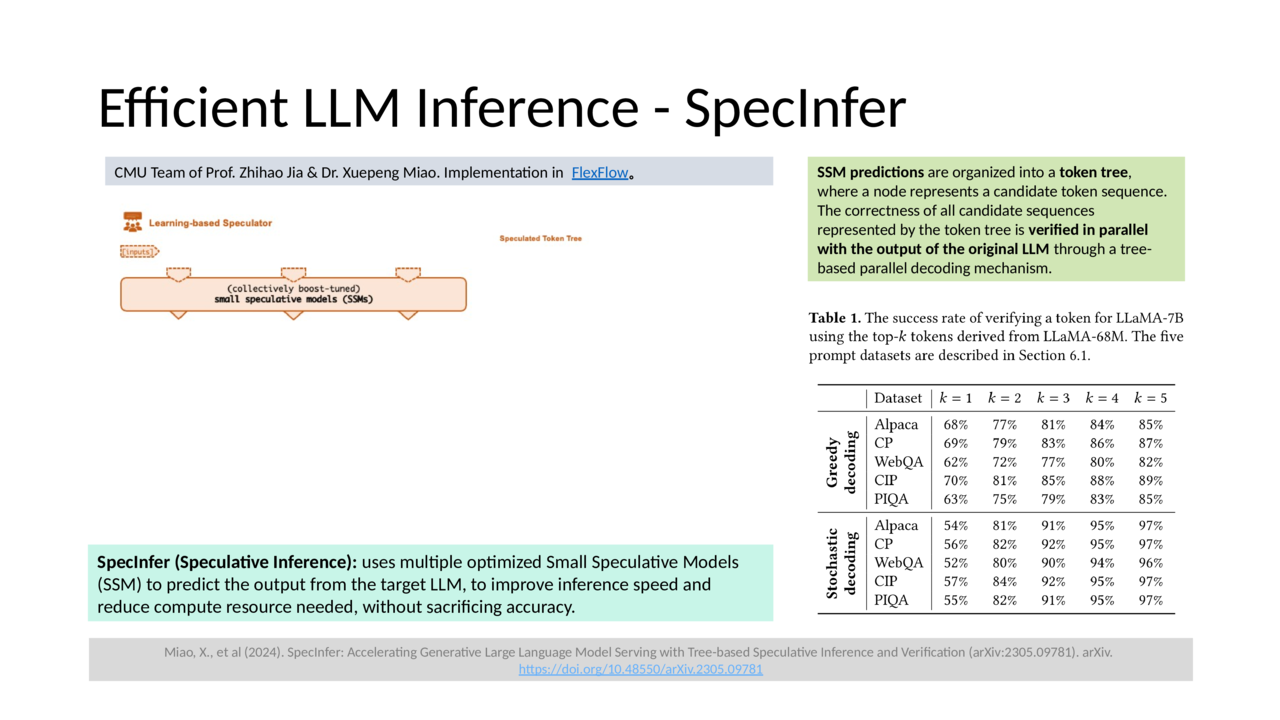 Efficient LLM Inference - SpecInfer
CMU Team of Prof. Zhihao Jia & Dr. Xuepeng Miao. Implementation in FlexFlow。
Learning-based Speculator
Speculated Token Tree
[inputs]
(collectively boost-tuned)
small speculative models (SSMs)
SpecInfer (Speculative Inference): uses multiple optimized Small Speculative Models
(SSM) to predict the output from the target LLM, to improve inference speed and
reduce compute resource needed, without sacrificing accuracy.
SSM predictions are organized into a token tree,
where a node represents a candidate token sequence.
The correctness of all candidate sequences
represented by the token tree is verified in parallel
with the output of the original LLM through a tree-
based parallel decoding mechanism.
Table 1. The success rate of verifying a token for LLaMA-7B
using the top-k tokens derived from LLaMA-68M. The five
prompt datasets are described in Section 6.1.
Dataset k = 1 k = 2 k = 3 k = 4 k = 5
Greedy
decoding
Alpaca 68% 77% 81% 84% 85%
CP 69% 79% 83% 86% 87%
WebQA 62% 72% 77% 80% 82%
CIP 70% 81% 85% 88% 89%
PIQA 63% 75% 79% 83% 85%
Stochastic
decoding
Alpaca 54% 81% 91% 95% 97%
CP 56% 82% 92% 95% 97%
WebQA 52% 80% 90% 94% 96%
CIP 57% 84% 92% 95% 97%
PIQA 55% 82% 91% 95% 97%
Miao, X., et al (2024). SpecInfer: Accelerating Generative Large Language Model Serving with Tree-based Speculative Inference and Verification (arXiv:2305.09781). arXiv.
https://doi.org/10.48550/arXiv.2305.09781